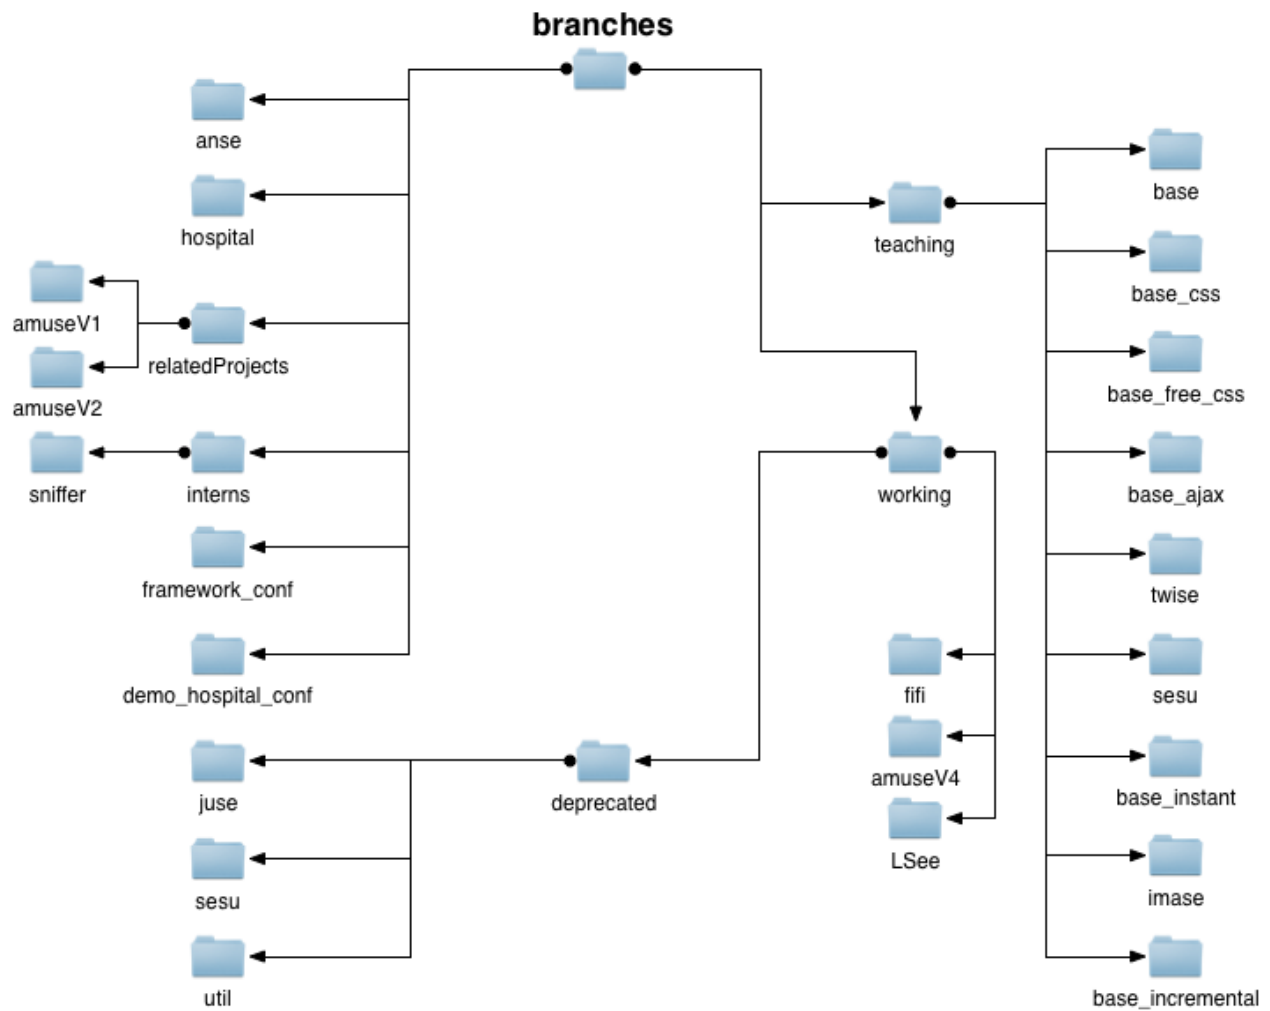 branches
anse
hospital
amuseV1
relatedProjects
amuseV2
sniffer
interns
framework_conf
demo_hospital_conf
teaching
working
base
base_css
base_free_css
base_ajax
twise
sesu
base_instant
imase
base_incremental
fifi
amuseV4
LSee
deprecated
juse
sesu
util